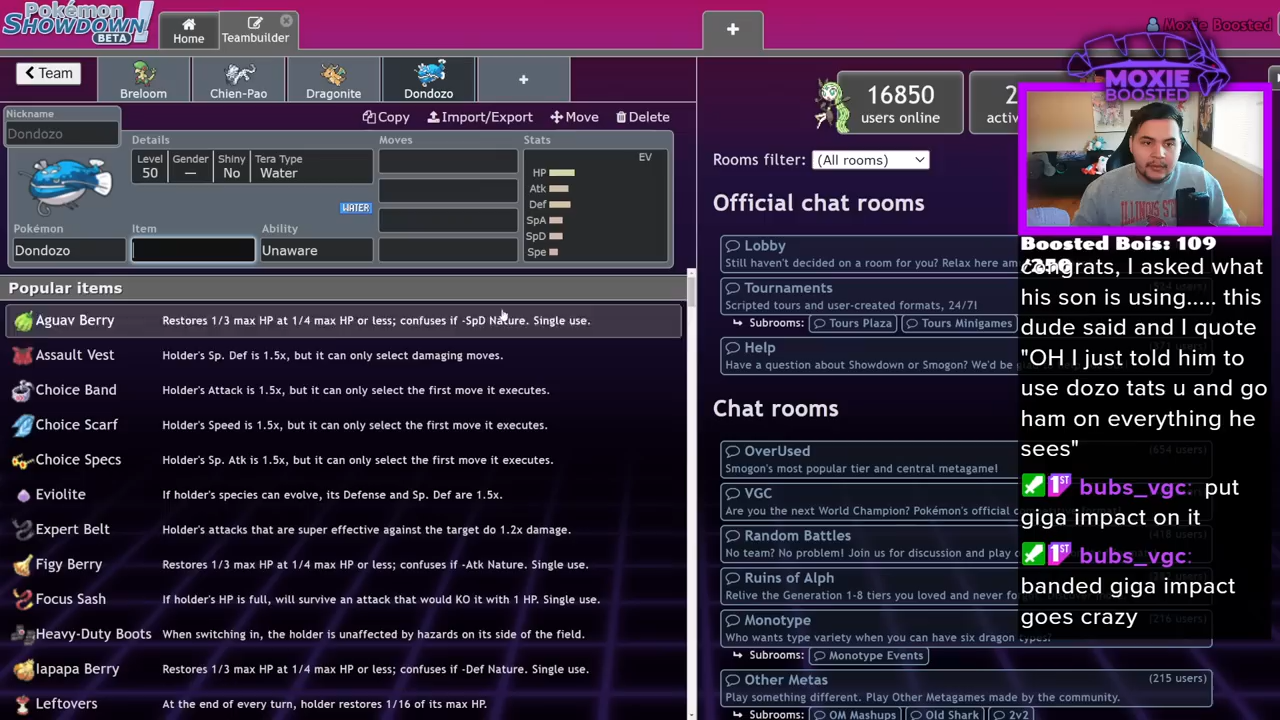 Pokémon
SHOWDOWN!
BETA
Home
Teambuilder
+
Moxie Boosted
MOXIE
BOOSTED
< Team
Breloom
Chien-Pao
Dragonite
Dondozo
+
Nickname
Dondozo
Copy
Import/Export
Move
Delete
Details
Level
50
Gender
—
Shiny
No
Tera Type
Water
WATER
Moves
Stats
EV
HP
Atk
Def
SpA
SpD
Spe
Pokémon
Dondozo
Item
Ability
Unaware
Popular items
Aguav Berry Restores 1/3 max HP at 1/4 max HP or less; confuses if -SpD Nature. Single use.
Assault Vest Holder's Sp. Def is 1.5x, but it can only select damaging moves.
Choice Band Holder's Attack is 1.5x, but it can only select the first move it executes.
Choice Scarf Holder's Speed is 1.5x, but it can only select the first move it executes.
Choice Specs Holder's Sp. Atk is 1.5x, but it can only select the first move it executes.
Eviolite If holder's species can evolve, its Defense and Sp. Def are 1.5x.
Expert Belt Holder's attacks that are super effective against the target do 1.2x damage.
Figy Berry Restores 1/3 max HP at 1/4 max HP or less; confuses if -Atk Nature. Single use.
Focus Sash If holder's HP is full, will survive an attack that would KO it with 1 HP. Single use.
Heavy-Duty Boots When switching in, the holder is unaffected by hazards on its side of the field.
Iapapa Berry Restores 1/3 max HP at 1/4 max HP or less; confuses if -Def Nature. Single use.
Leftovers At the end of every turn, holder restores 1/16 of its max HP.
16850
users online
2
activ
Rooms filter: (All rooms)
Official chat rooms
Lobby
Still haven't decided on a room for you? Relax here am
Tournaments
Scripted tours and user-created formats, 24/7!
Subrooms: Tours Plaza Tours Minigames
Help
Have a question about Showdown or Smogon? We'd be
Chat rooms
OverUsed (654 users)
Smogon's most popular tier and central metagame!
VGC
Are you the next World Champion? Pokémon's official
Random Battles
No team? No problem! Join us for discussion and play
Ruins of Alph
Relive the Generation 1-8 tiers you loved and never fo
Monotype (216 users)
Who wants type variety when you can have six dragon types?
Subrooms: Monotype Events
Other Metas (215 users)
Play something different. Play Other Metagames made by the community.
Subrooms: OM Mashups Old Shark 2v2
ILLINOIS ST
Boosted Bois: 109
/250
congrats, I asked what
his son is using..... this
dude said and I quote
"OH I just told him to
use dozo tats u and go
ham on everything he
sees"
1ST bubs_vgc: put
giga impact on it
1ST bubs_vgc:
banded giga impact
goes crazy